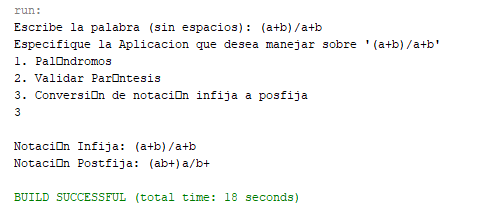 run:
Escribe la palabra (sin espacios): (a+b)/a+b
Especifique la Aplicacion que desea manejar sobre '(a+b)/a+b'
1. Pal□ndromos
2. Validar Par□ntesis
3. Conversi□n de notaci□n infija a posfija
3
Notaci□n Infija: (a+b)/a+b
Notaci□n Postfija: (ab+)a/b+
BUILD SUCCESSFUL (total time: 18 seconds)